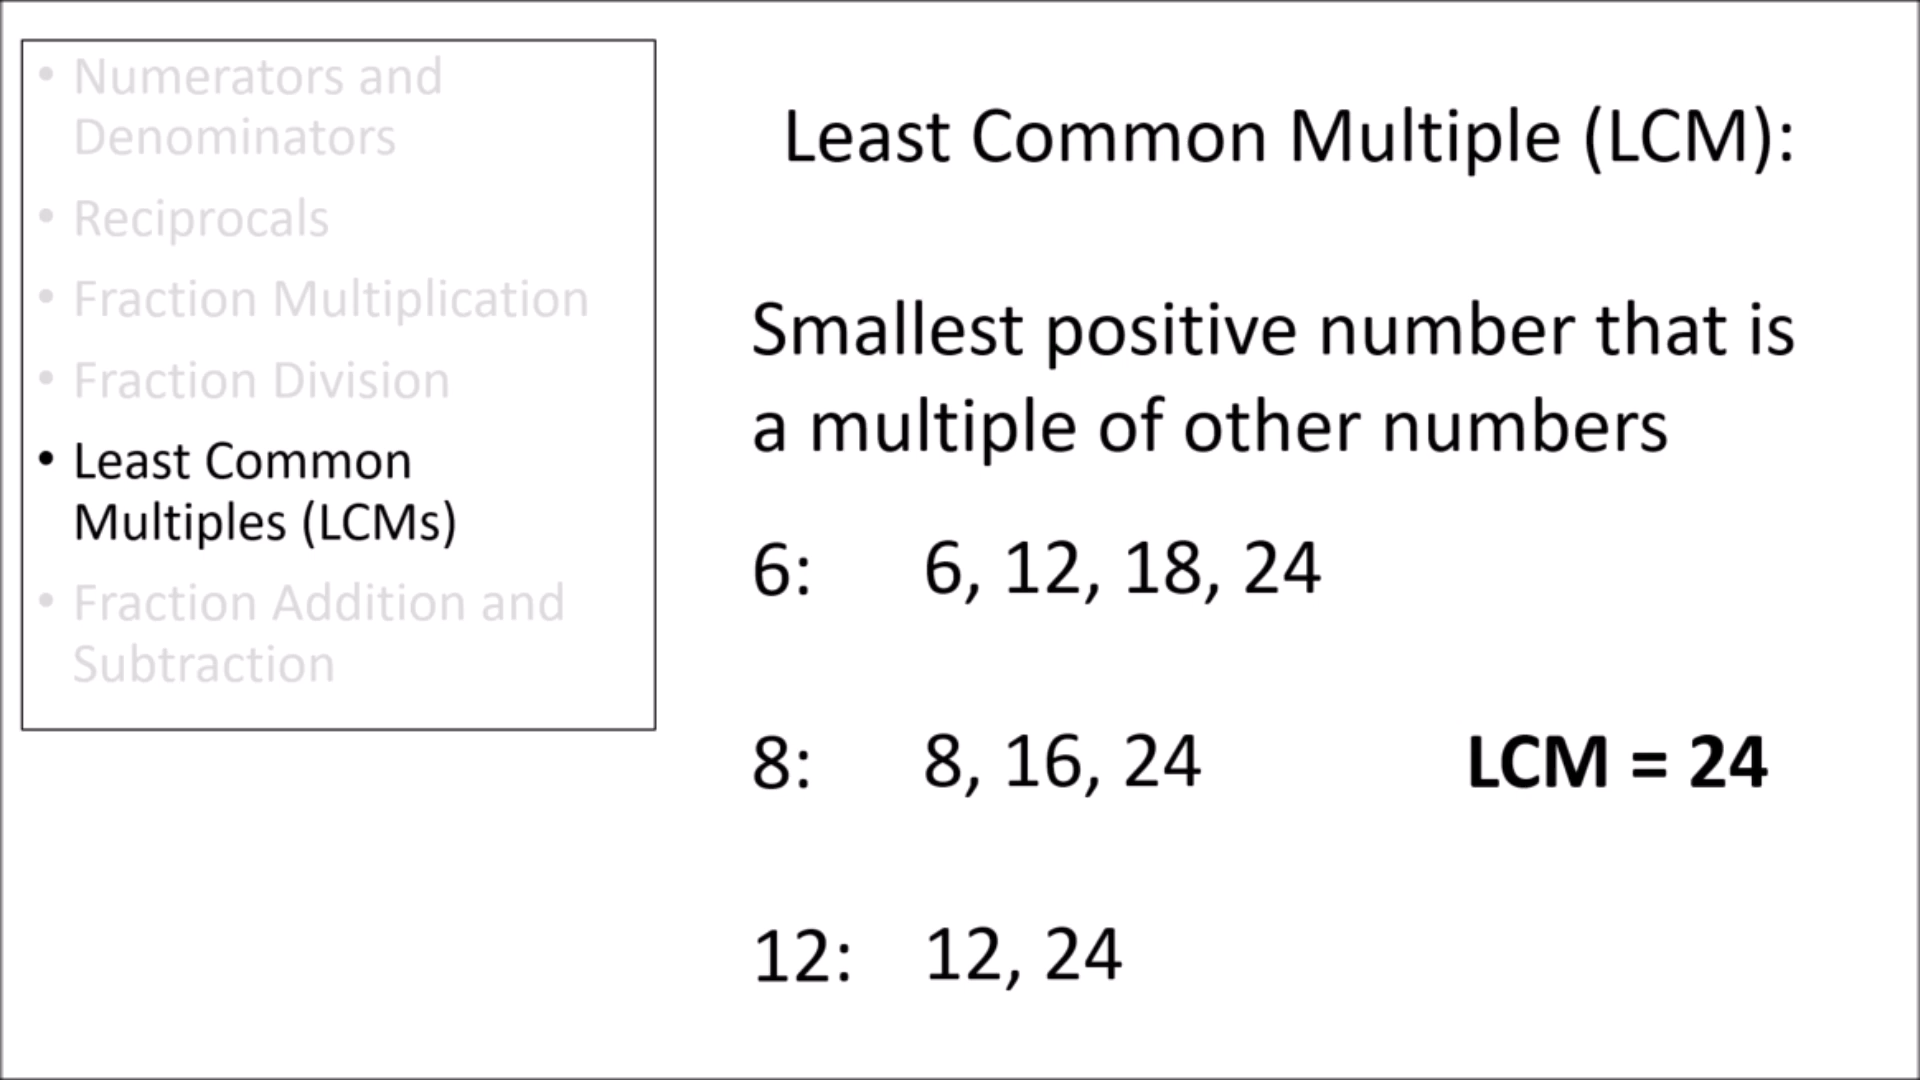 • Numerators and
Denominators
• Reciprocals
• Fraction Multiplication
• Fraction Division
• Least Common
Multiples (LCMs)
• Fraction Addition and
Subtraction
Least Common Multiple (LCM):
Smallest positive number that is
a multiple of other numbers
6: 6, 12, 18, 24
8: 8, 16, 24 LCM = 24
12: 12, 24